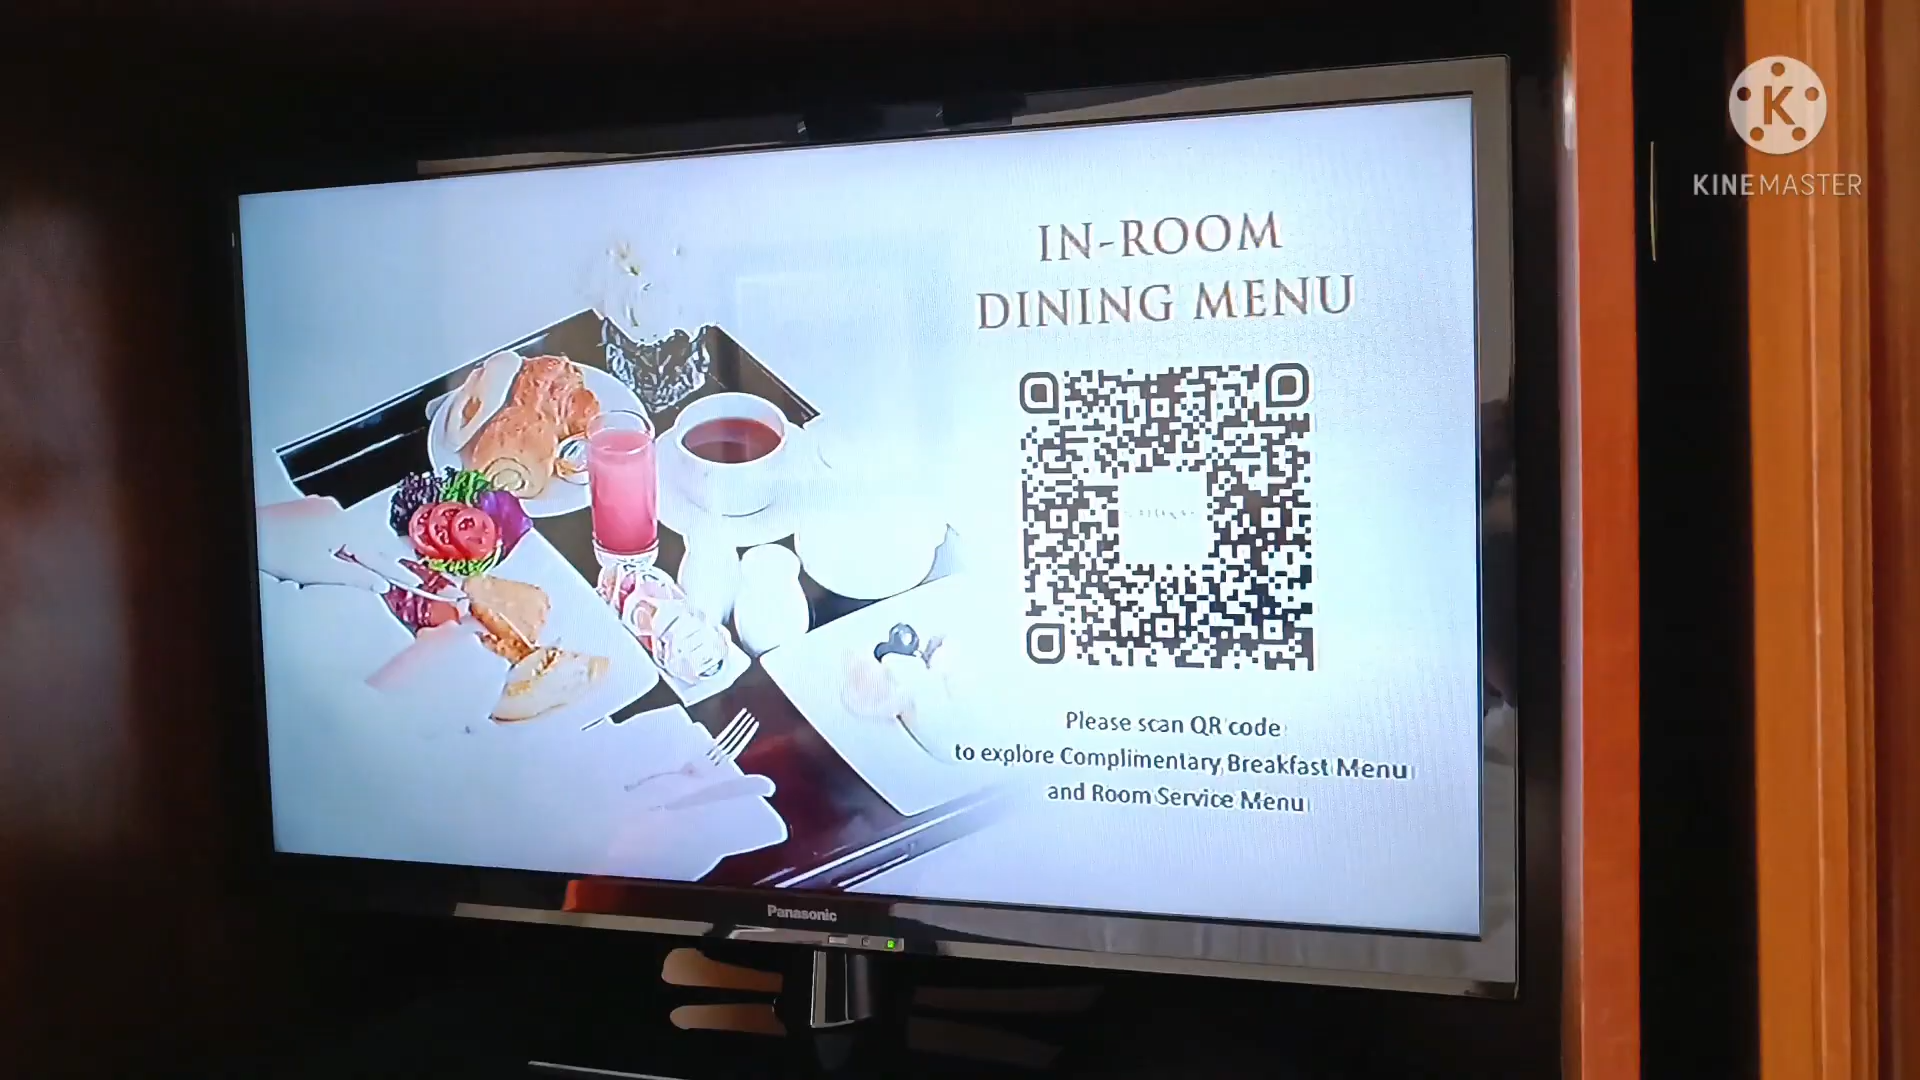 KINEMASTER
IN-ROOM
DINING MENU
Please scan QR code
to explore Complimentary Breakfast Menu
and Room Service Menu
Panasonic